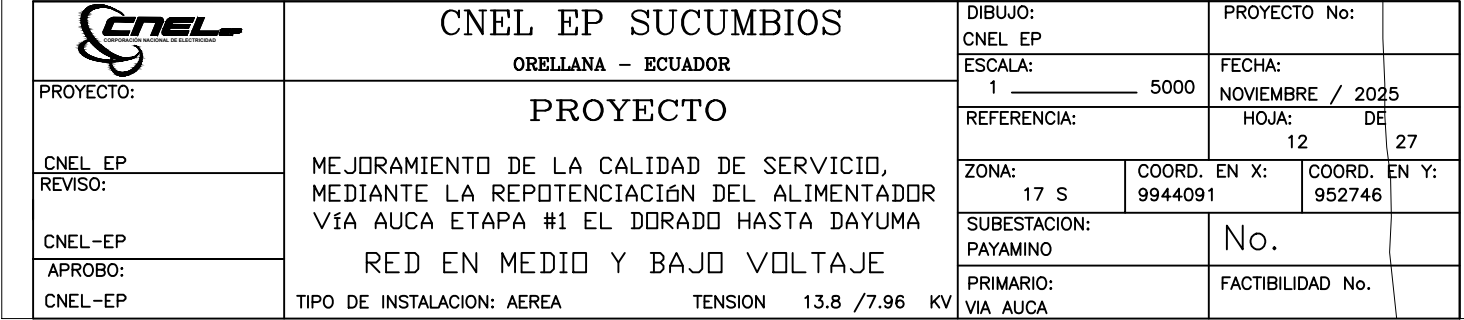 CNEL
CORPORACIÓN NACIONAL DE ELECTRICIDAD
PROYECTO:
CNEL EP
REVISO:
CNEL-EP
APROBO:
CNEL-EP
CNEL EP SUCUMBIOS
ORELLANA - ECUADOR
PROYECTO
MEJORAMIENTO DE LA CALIDAD DE SERVICIO,
MEDIANTE LA REPOTENCIACIóN DEL ALIMENTADOR
VíA AUCA ETAPA #1 EL DORADO HASTA DAYUMA
RED EN MEDIO Y BAJO VOLTAJE
TIPO DE INSTALACION: AEREA TENSION 13.8 /7.96 KV
DIBUJO:
CNEL EP
PROYECTO No:
ESCALA:
1 ________ 5000
FECHA:
NOVIEMBRE / 2025
REFERENCIA:
HOJA: DE
12 27
ZONA:
17 S
COORD. EN X:
9944091
COORD. EN Y:
952746
SUBESTACION:
PAYAMINO
No.
PRIMARIO:
VIA AUCA
FACTIBILIDAD No.